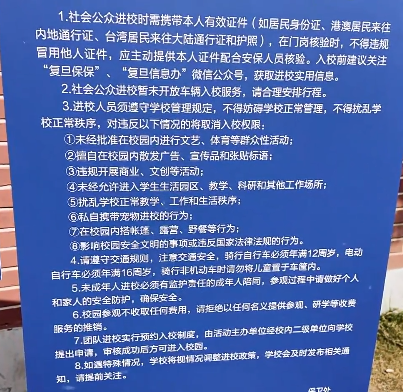 1.社会公众进校时需携带本人有效证件（如居民身份证、港澳居民来往
内地通行证、台湾居民来往大陆通行证和护照），在门岗核验时，不得违规
冒用他人证件，应主动提供本人证件配合安保人员核验。入校前建议关注
“复旦保保”、“复旦信息办”微信公众号，获取进校实用信息。
2.社会公众进校暂未开放车辆入校服务，请合理安排行程。
3.进校人员须遵守学校管理规定，不得妨碍学校正常管理，不得扰乱学
校正常秩序，对违反以下情况的将取消入校权限：
①未经批准在校园内进行文艺、体育等群众性活动；
②擅自在校园内散发广告、宣传品和张贴标语；
③违规开展商业、文创等活动；
④未经允许进入学生生活园区、教学、科研和其他工作场所；
⑤扰乱学校正常教学、工作和生活秩序；
⑥私自携带宠物进校的行为；
⑦在校园内搭帐篷、露营、野餐等行为；
⑧影响校园安全文明的事项或违反国家法律法规的行为。
4.请遵守交通规则，注意交通安全，骑行自行车必须年满12周岁，电动
自行车必须年满16周岁，骑行非机动车时请勿将儿童置于车筐内。
5.未成年人进校必须有监护责任的成年人陪同，参观过程中请做好个人
和家人的安全防护，确保安全。
6.校园参观不收取任何费用，请拒绝以任何名义提供参观、研学等收费
服务的推销。
7.团队进校实行预约入校制度，由活动主办单位经校内二级单位向学校
提出申请，审核成功后方可进入校园。
8.如遇特殊情况，学校将视情况调整进校政策，学校会及时发布相关通
知，请提前关注。
保卫处